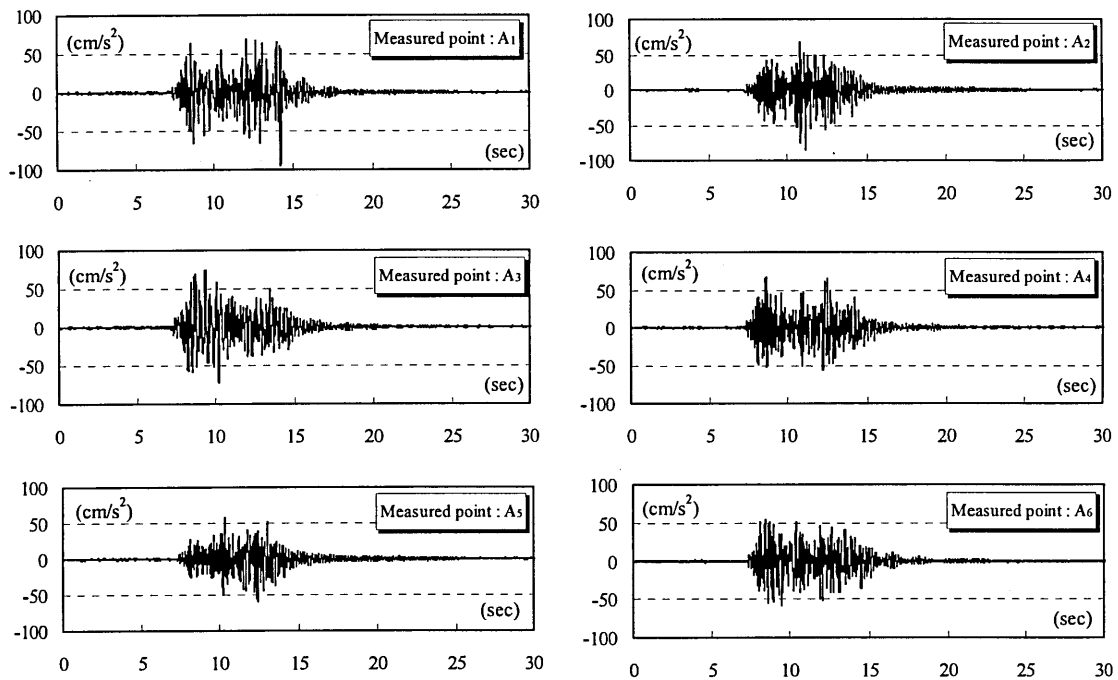 100
50
0
-50
-100
(cm/s²)
Measured point : A₁
(sec)
0 5 10 15 20 25 30
100
50
0
-50
-100
(cm/s²)
Measured point : A₂
(sec)
0 5 10 15 20 25 30
100
50
0
-50
-100
(cm/s²)
Measured point : A₃
(sec)
0 5 10 15 20 25 30
100
50
0
-50
-100
(cm/s²)
Measured point : A₄
(sec)
0 5 10 15 20 25 30
100
50
0
-50
-100
(cm/s²)
Measured point : A₅
(sec)
0 5 10 15 20 25 30
100
50
0
-50
-100
(cm/s²)
Measured point : A₆
(sec)
0 5 10 15 20 25 30